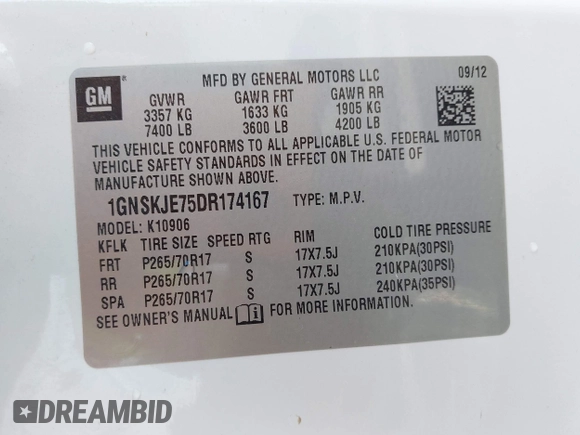 GM
MFD BY GENERAL MOTORS LLC 09/12
GVWR GAWR FRT GAWR RR
3357 KG 1633 KG 1905 KG
7400 LB 3600 LB 4200 LB
THIS VEHICLE CONFORMS TO ALL APPLICABLE U.S. FEDERAL MOTOR
VEHICLE SAFETY STANDARDS IN EFFECT ON THE DATE OF
MANUFACTURE SHOWN ABOVE.
1GNSKJE75DR174167 TYPE: M.P.V.
MODEL: K10906
KFLK TIRE SIZE SPEED RTG RIM COLD TIRE PRESSURE
FRT P265/70R17 S 17X7.5J 210KPA(30PSI)
RR P265/70R17 S 17X7.5J 210KPA(30PSI)
SPA P265/70R17 S 17X7.5J 240KPA(35PSI)
SEE OWNER'S MANUAL FOR MORE INFORMATION.
DREAMBID